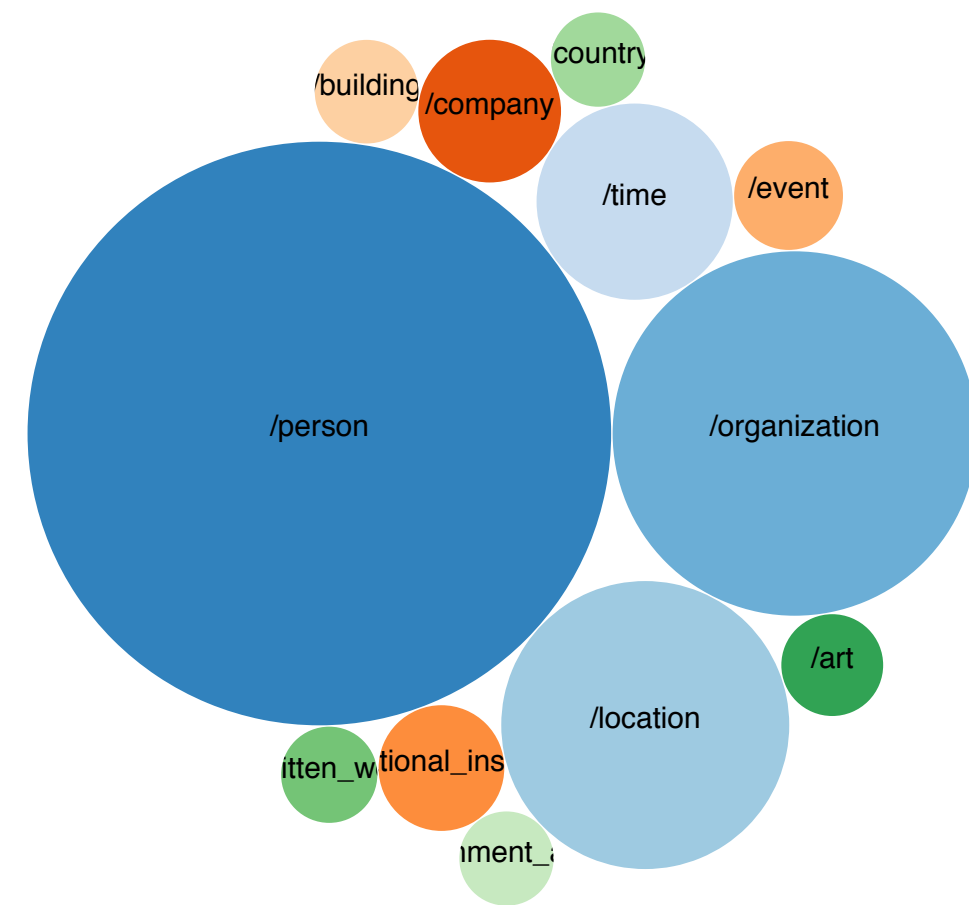 country
/building
/company
/time
/event
/person
/organization
/location
/art
itten_w
tional_ins
nment_a